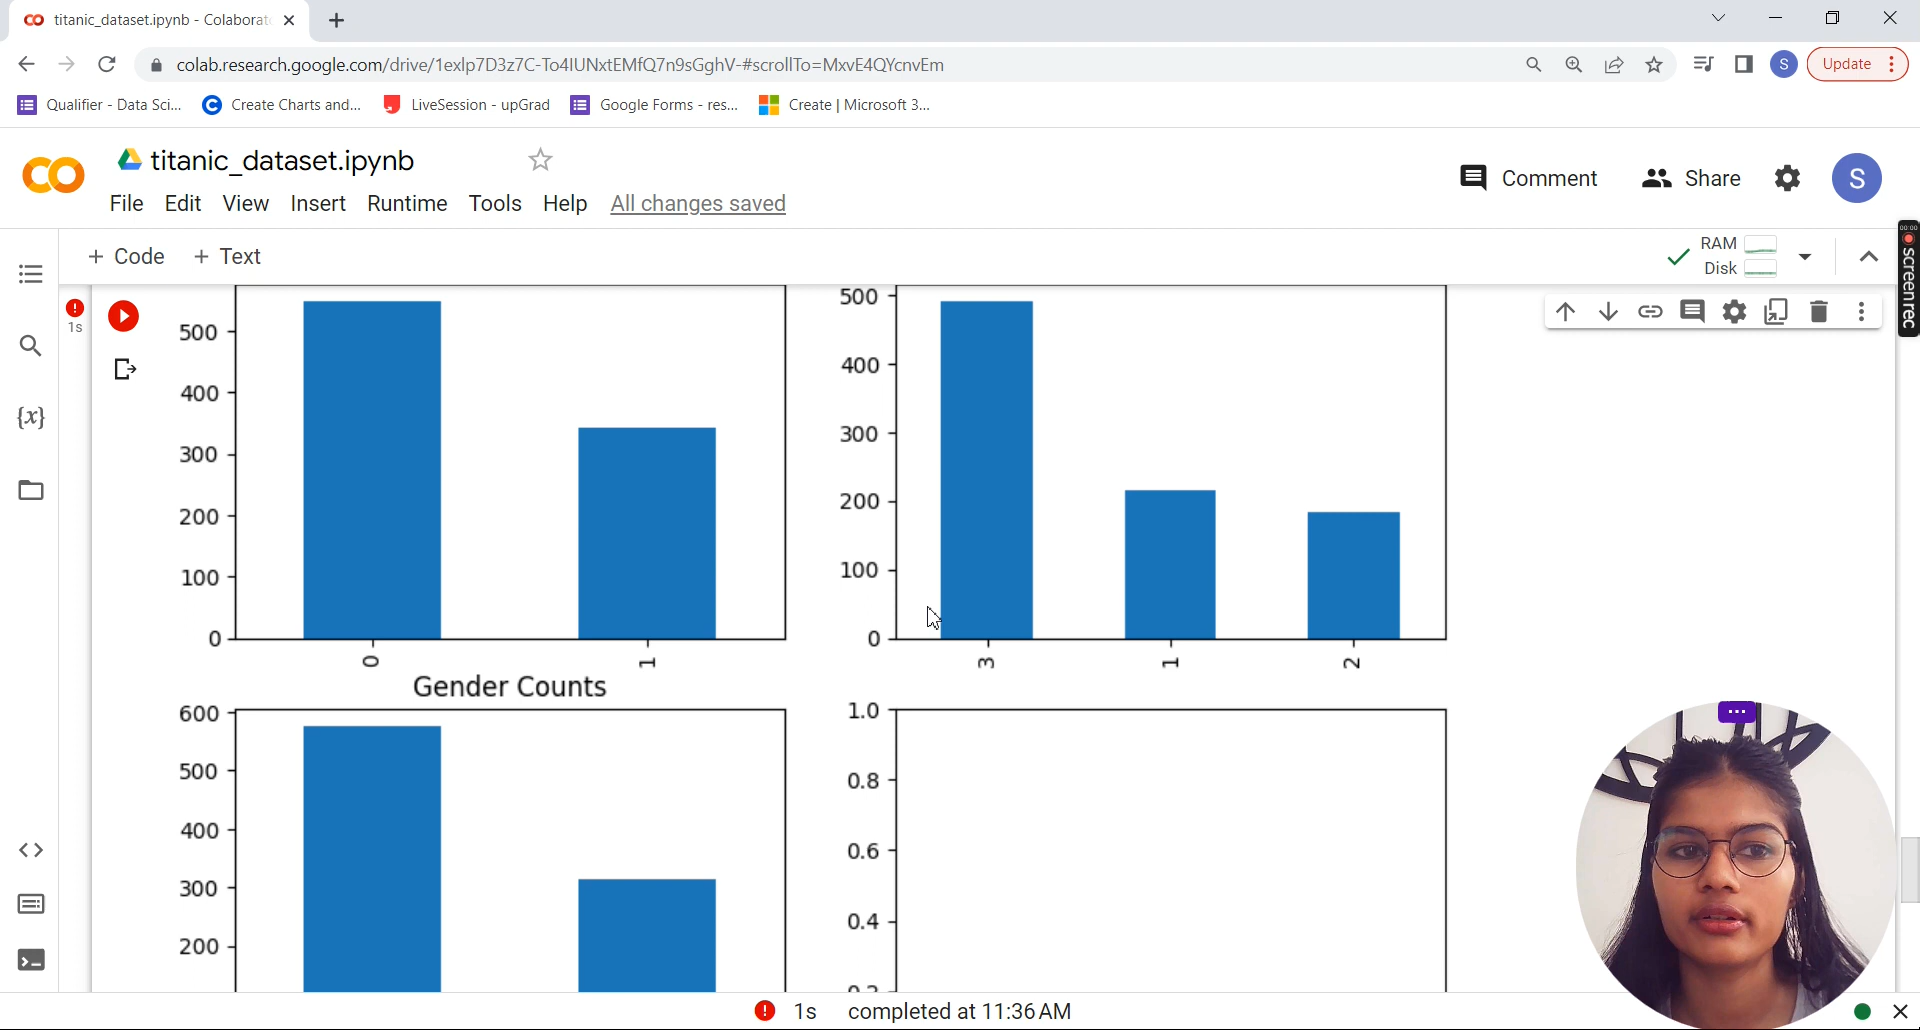 titanic_dataset.ipynb - Colaborat
colab.research.google.com/drive/1exlp7D3z7C-To4IUNxtEMfQ7n9sGghV-#scrollTo=MxvE4QYcnvEm
S
Update
Qualifier - Data Sci...
Create Charts and...
LiveSession - upGrad
Google Forms - res...
Create | Microsoft 3...
titanic_dataset.ipynb
Comment
Share
S
File Edit View Insert Runtime Tools Help All changes saved
+ Code + Text
RAM
Disk
00:00
screenrec
1s
{x}
500
400
300
200
100
0
0 1
500
400
300
200
100
0
3 1 2
Gender Counts
600
500
400
300
200
1.0
0.8
0.6
0.4
1s completed at 11:36 AM